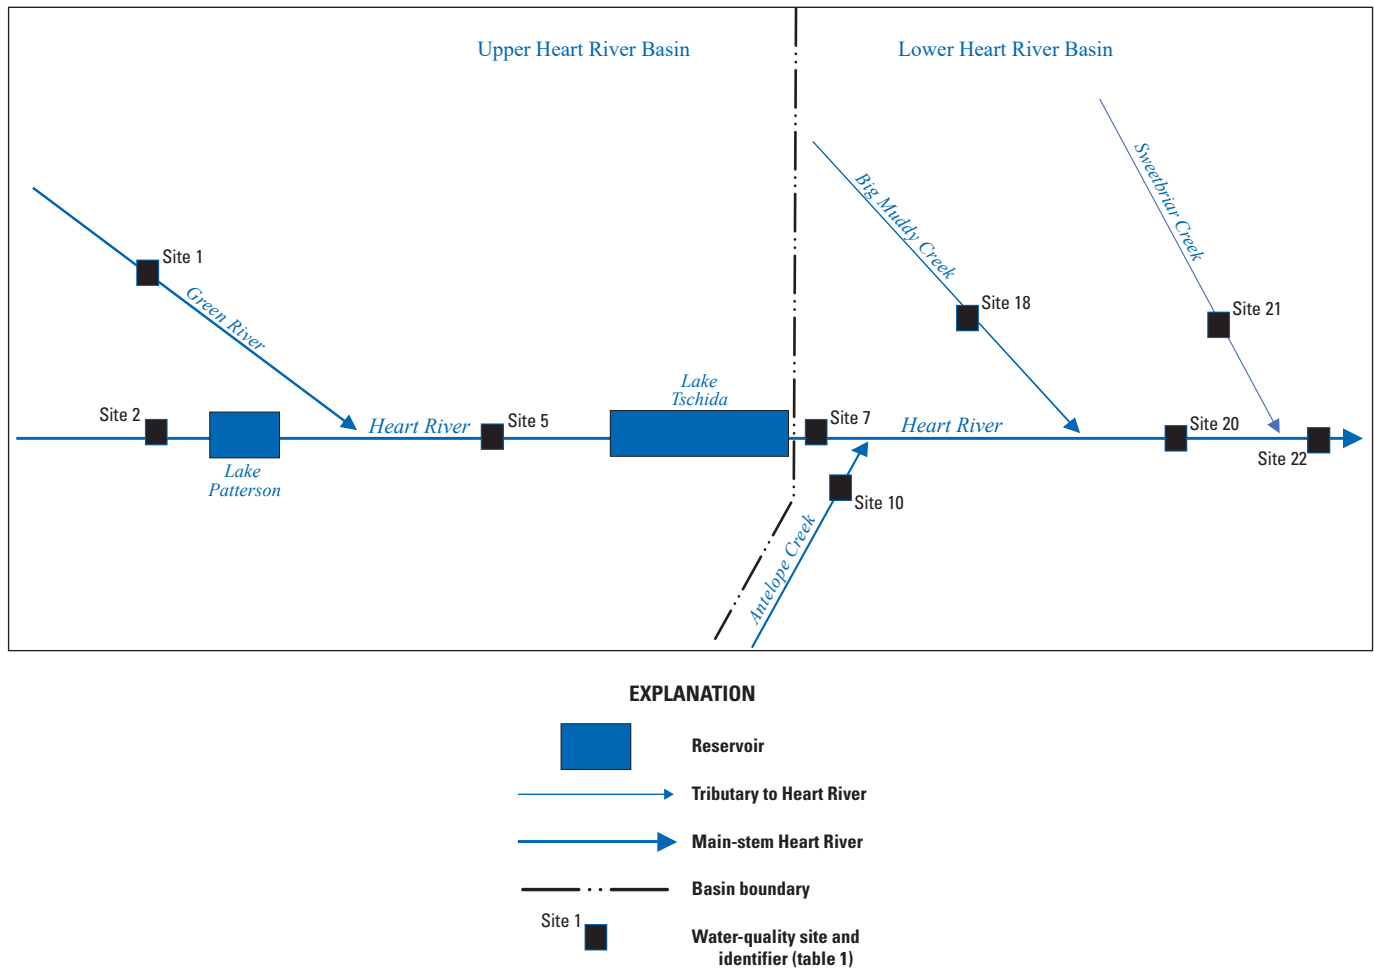 Upper Heart River Basin
Lower Heart River Basin
Sweetbriar Creek
Big Muddy Creek
Site 1
Green River
Site 18
Site 21
Lake
Tschida
Site 2
Heart River
Site 5
Site 7
Heart River
Site 20
Site 22
Lake
Patterson
Site 10
Antelope Creek
EXPLANATION
Reservoir
Tributary to Heart River
Main-stem Heart River
Basin boundary
Site 1
Water-quality site and
identifier (table 1)